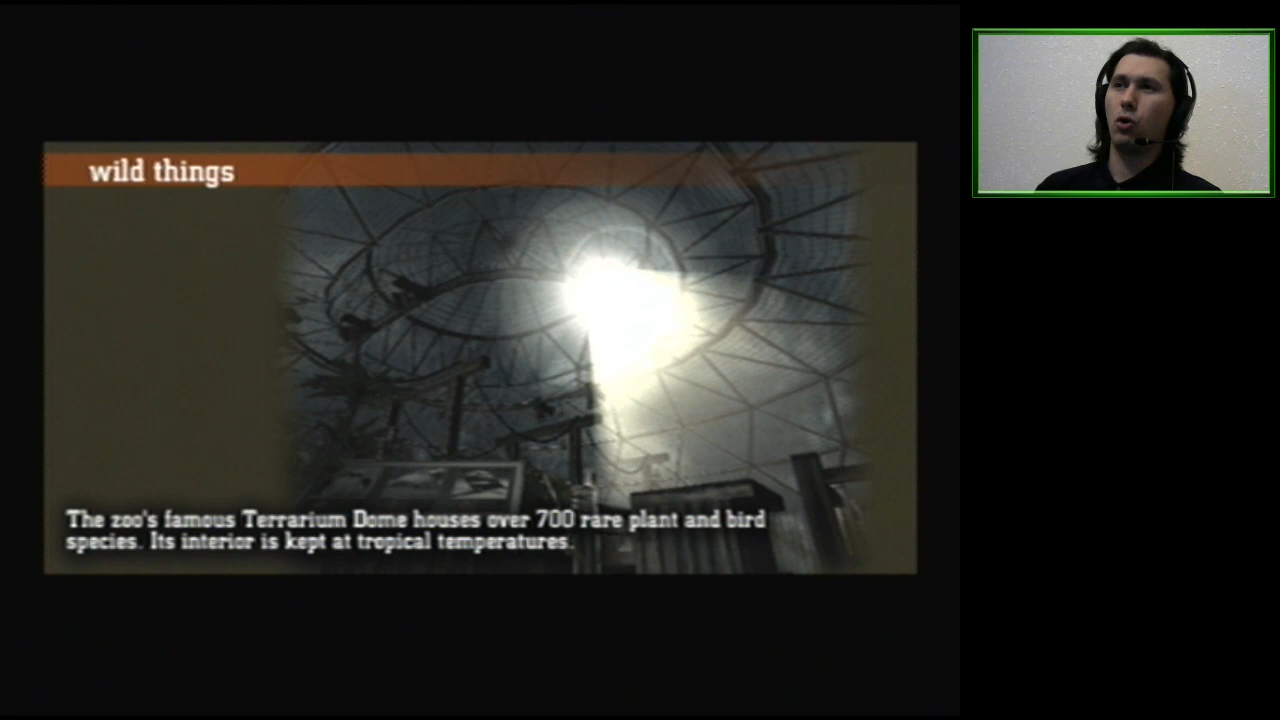 wild things
The zoo's famous Terrarium Dome houses over 700 rare plant and bird
species. Its interior is kept at tropical temperatures.